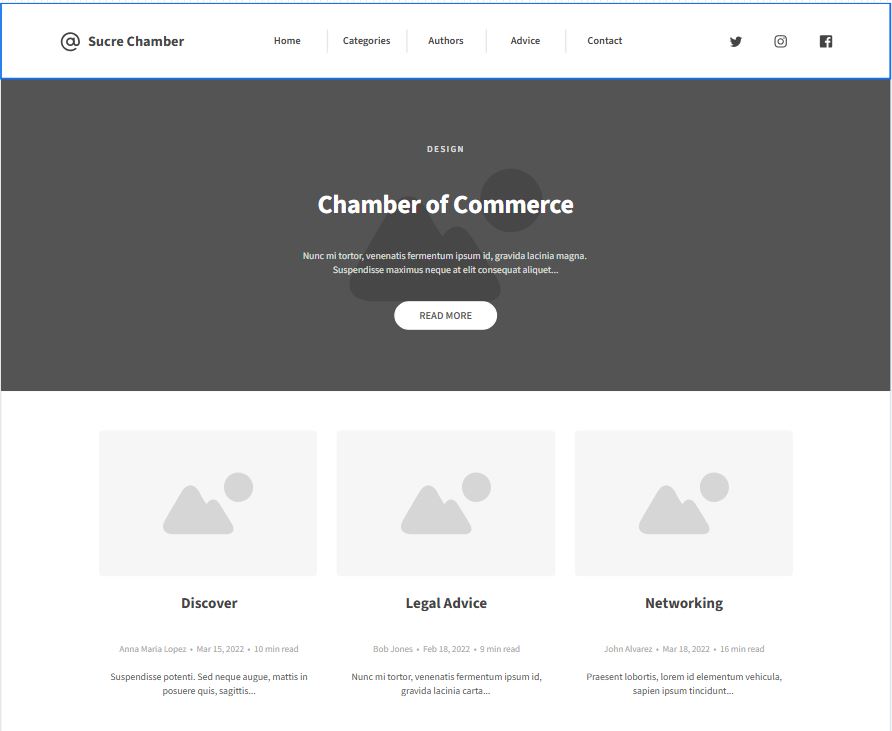 @ Sucre Chamber
Home
Categories
Authors
Advice
Contact
DESIGN
Chamber of Commerce
Nunc mi tortor, venenatis fermentum ipsum id, gravida lacinia magna.
Suspendisse maximus neque at elit consequat aliquet...
READ MORE
Discover
Anna Maria Lopez • Mar 15, 2022 • 10 min read
Suspendisse potenti. Sed neque augue, mattis in
posuere quis, sagittis...
Legal Advice
Bob Jones • Feb 18, 2022 • 9 min read
Nunc mi tortor, venenatis fermentum ipsum id,
gravida lacinia carta...
Networking
John Alvarez • Mar 18, 2022 • 16 min read
Praesent lobortis, lorem id elementum vehicula,
sapien ipsum tincidunt...